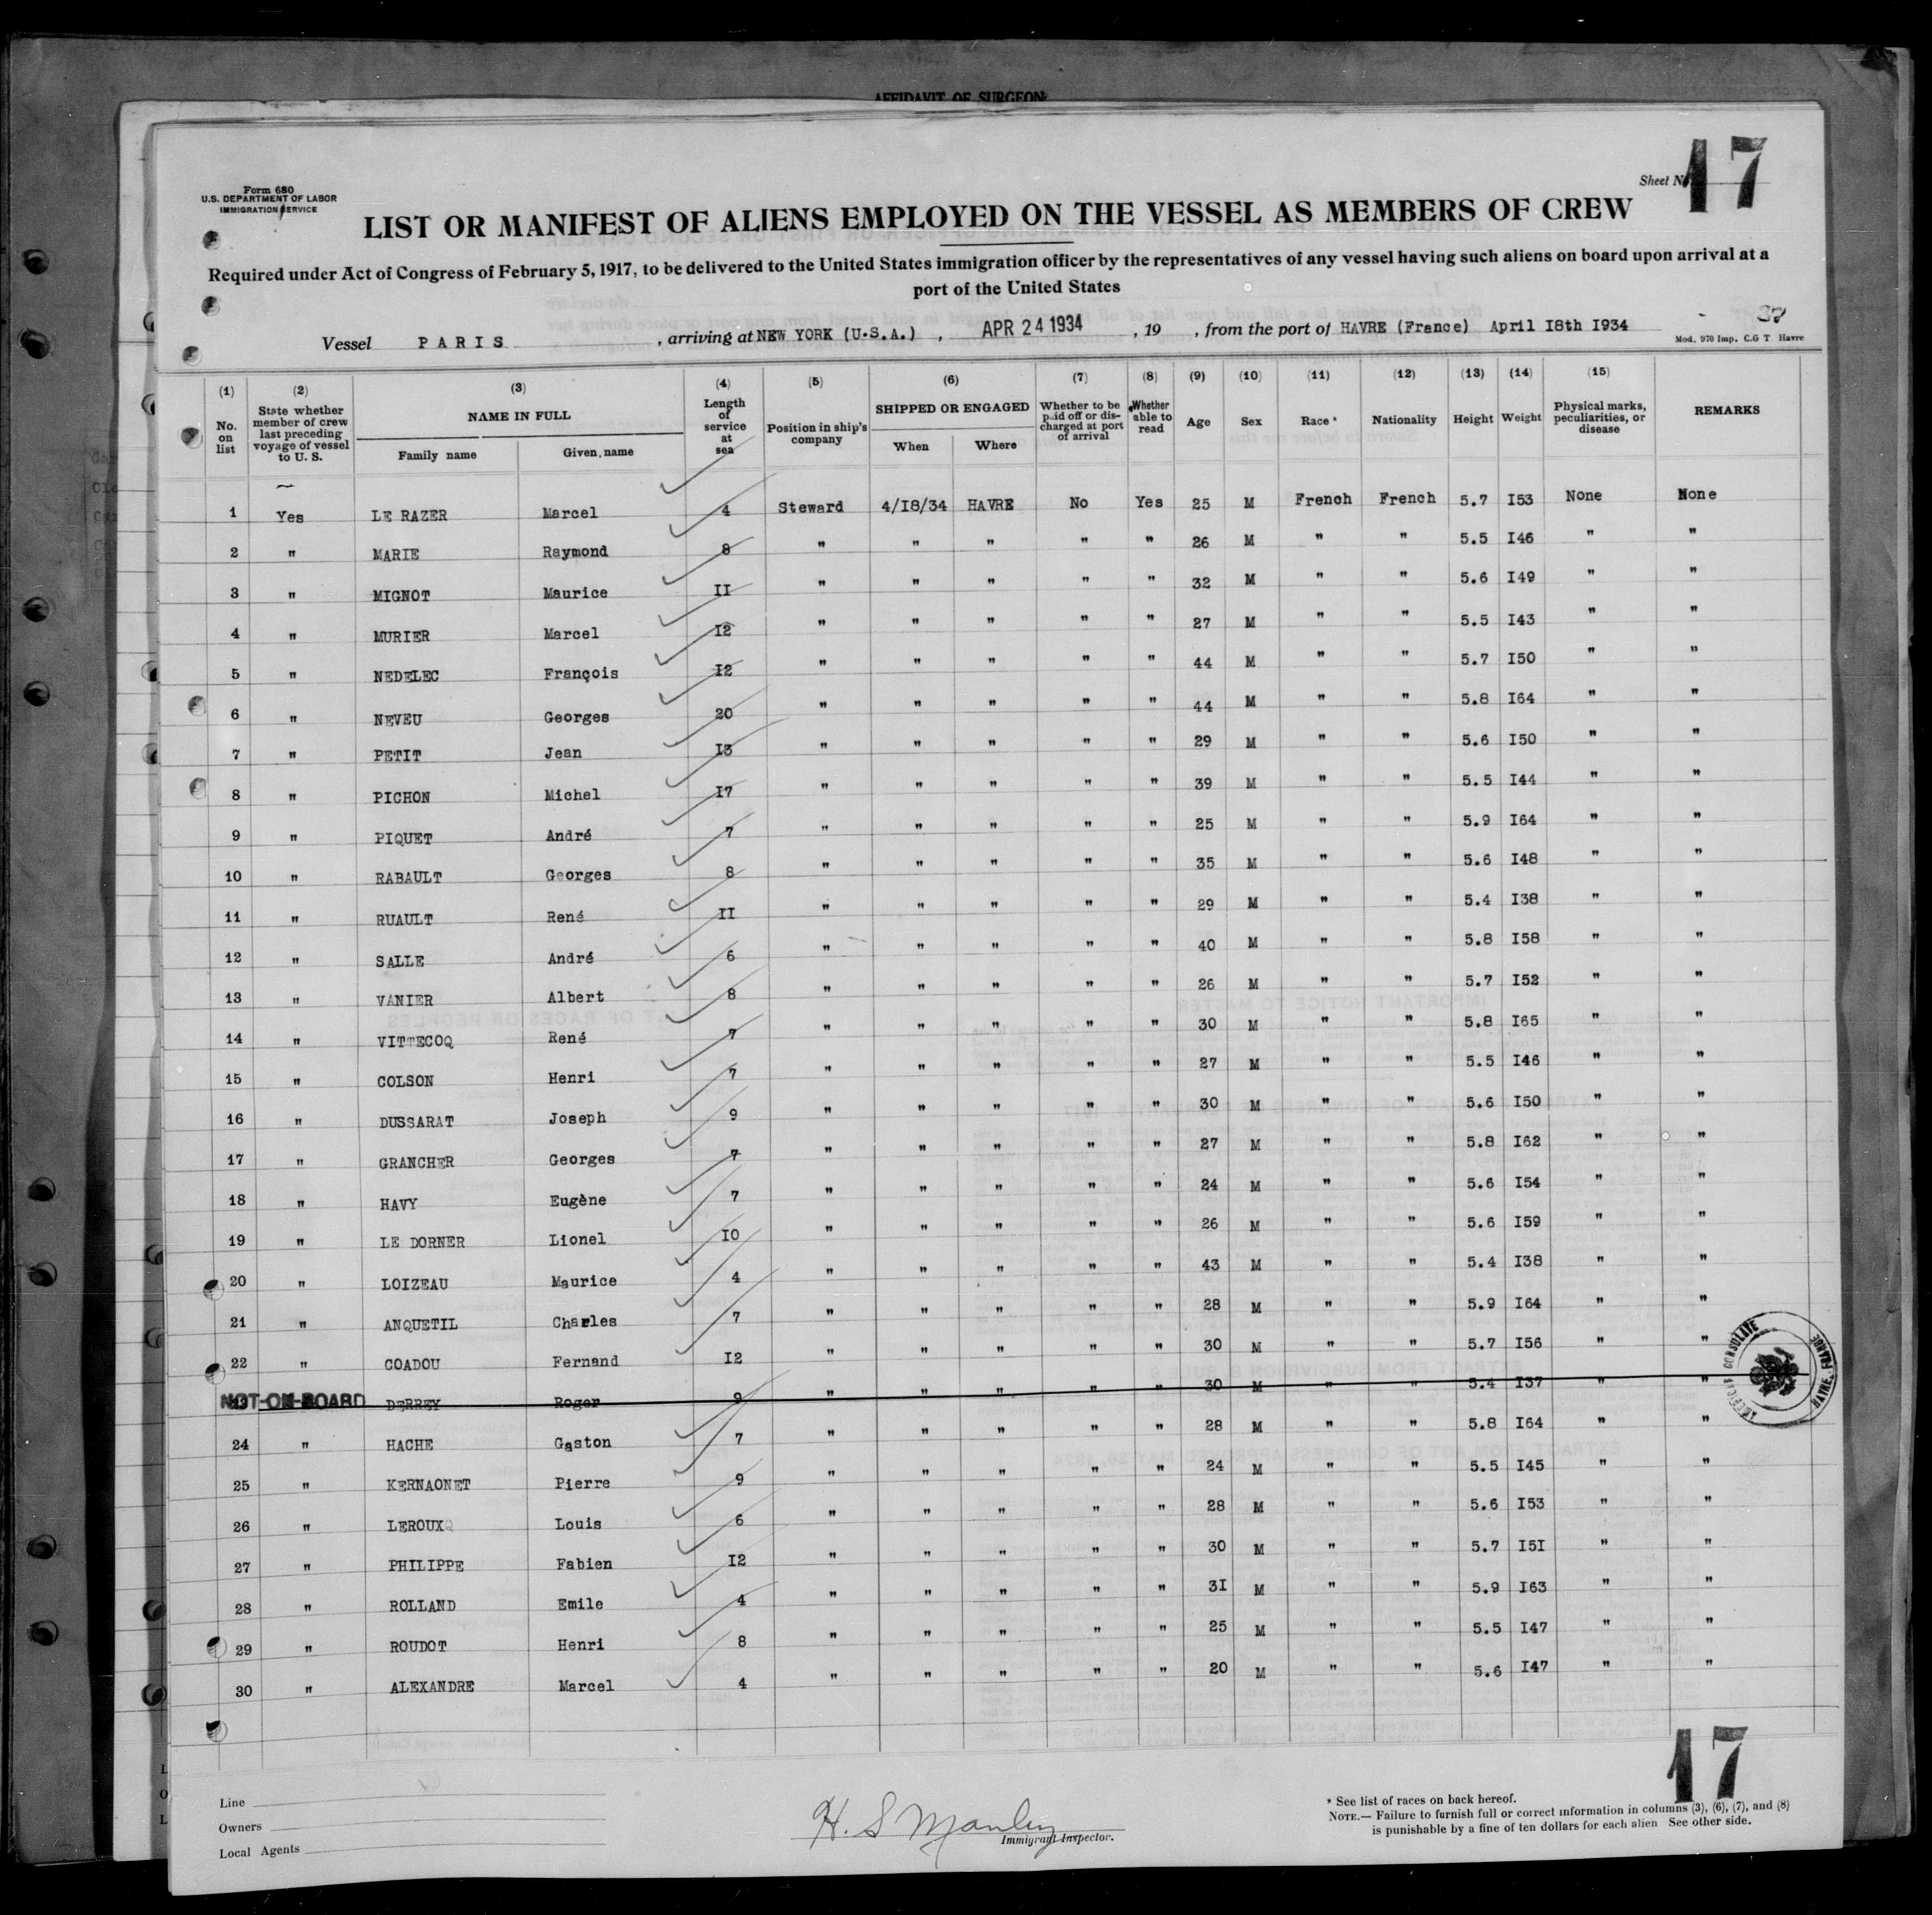 AFFIDAVIT OF SURGEON
Form 680
U.S. DEPARTMENT OF LABOR
IMMIGRATION SERVICE
Sheet No. 17
LIST OR MANIFEST OF ALIENS EMPLOYED ON THE VESSEL AS MEMBERS OF CREW
Required under Act of Congress of February 5, 1917, to be delivered to the United States immigration officer by the representatives of any vessel having such aliens on board upon arrival at a
port of the United States
Vessel PARIS, arriving at NEW YORK (U.S.A.), APR 24 1934, 19 , from the port of HAVRE (France) April I8th I934
Mod. 970 Imp. C.G T. Havre
(1) (2) (3) (4) (5) (6) (7) (8) (9) (10) (11) (12) (13) (14) (15)
No. on list | State whether member of crew last preceding voyage of vessel to U. S. | NAME IN FULL | Length of service at sea | Position in ship's company | SHIPPED OR ENGAGED | Whether to be paid off or discharged at port of arrival | Whether able to read | Age | Sex | Race * | Nationality | Height | Weight | Physical marks, peculiarities, or disease | REMARKS
Family name | Given name | When | Where
1 Yes LE RAZER Marcel 4 Steward 4/I8/34 HAVRE No Yes 25 M French French 5.7 I53 None None
2 " MARIE Raymond 8 " " " " " 26 M " " 5.5 I46 " "
3 " MIGNOT Maurice II " " " " " 32 M " " 5.6 I49 " "
4 " MURIER Marcel I2 " " " " " 27 M " " 5.5 I43 " "
5 " NEDELEC François I2 " " " " " 44 M " " 5.7 I50 " "
6 " NEVEU Georges 20 " " " " " 44 M " " 5.8 I64 " "
7 " PETIT Jean I3 " " " " " 29 M " " 5.6 I50 " "
8 " PICHON Michel I7 " " " " " 39 M " " 5.5 I44 " "
9 " PIQUET André 7 " " " " " 25 M " " 5.9 I64 " "
10 " RABAULT Georges 8 " " " " " 35 M " " 5.6 I48 " "
11 " RUAULT René II " " " " " 29 M " " 5.4 I38 " "
12 " SALLE André 6 " " " " " 40 M " " 5.8 I58 " "
13 " VANIER Albert 8 " " " " " 26 M " " 5.7 I52 " "
14 " VITTECOQ René 7 " " " " " 30 M " " 5.8 I65 " "
15 " COLSON Henri 7 " " " " " 27 M " " 5.5 I46 " "
16 " DUSSARAT Joseph 9 " " " " " 30 M " " 5.6 I50 " "
17 " GRANCHER Georges 7 " " " " " 27 M " " 5.8 I62 " "
18 " HAVY Eugène 7 " " " " " 24 M " " 5.6 I54 " "
19 " LE DORNER Lionel IO " " " " " 26 M " " 5.6 I59 " "
20 " LOIZEAU Maurice 4 " " " " " 43 M " " 5.4 I38 " "
21 " ANQUETIL Charles 7 " " " " " 28 M " " 5.9 I64 " "
22 " COADOU Fernand I2 " " " " " 30 M " " 5.7 I56 " "
NOT ON BOARD DERREY Roger 9 " " " " " 30 M " " 5.4 I37 " "
24 " HACHE Gaston 7 " " " " " 28 M " " 5.8 I64 " "
25 " KERNAONET Pierre 9 " " " " " 24 M " " 5.5 I45 " "
26 " LEROUX Louis 6 " " " " " 28 M " " 5.6 I53 " "
27 " PHILIPPE Fabien I2 " " " " " 30 M " " 5.7 I5I " "
28 " ROLLAND Emile 4 " " " " " 3I M " " 5.9 I63 " "
29 " ROUDOT Henri 8 " " " " " 25 M " " 5.5 I47 " "
30 " ALEXANDRE Marcel 4 " " " " " 20 M " " 5.6 I47 " "
AMERICAN CONSULATE HAVRE, FRANCE
17
Line
Owners
Local Agents
H. S Manley
Immigrant Inspector.
* See list of races on back hereof.
NOTE.— Failure to furnish full or correct information in columns (3), (6), (7), and (8)
is punishable by a fine of ten dollars for each alien See other side.